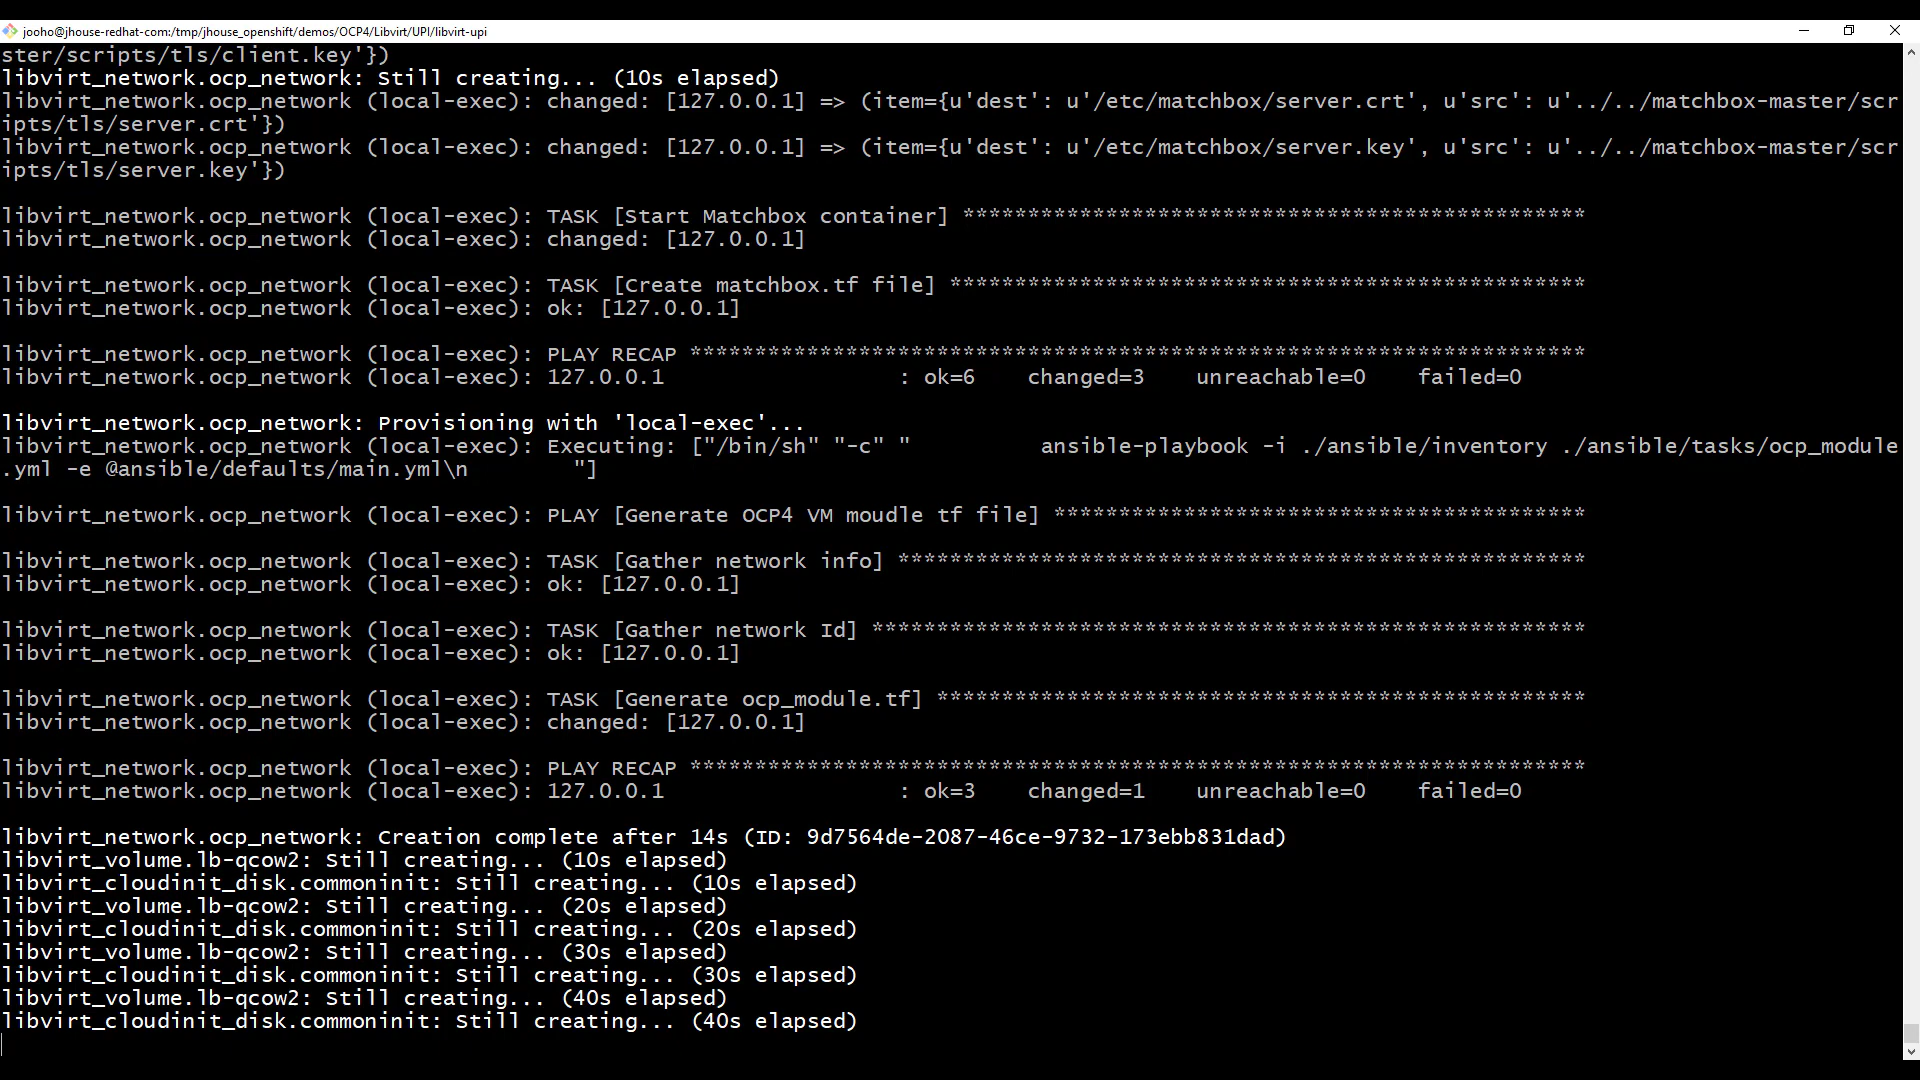 jooho@jhouse-redhat-com:/tmp/jhouse_openshift/demos/OCP4/Libvirt/UPI/libvirt-upi
ster/scripts/tls/client.key'})
libvirt_network.ocp_network: Still creating... (10s elapsed)
libvirt_network.ocp_network (local-exec): changed: [127.0.0.1] => (item={u'dest': u'/etc/matchbox/server.crt', u'src': u'../../matchbox-master/scr
ipts/tls/server.crt'})
libvirt_network.ocp_network (local-exec): changed: [127.0.0.1] => (item={u'dest': u'/etc/matchbox/server.key', u'src': u'../../matchbox-master/scr
ipts/tls/server.key'})
libvirt_network.ocp_network (local-exec): TASK [Start Matchbox container] ************************************************
libvirt_network.ocp_network (local-exec): changed: [127.0.0.1]
libvirt_network.ocp_network (local-exec): TASK [Create matchbox.tf file] *************************************************
libvirt_network.ocp_network (local-exec): ok: [127.0.0.1]
libvirt_network.ocp_network (local-exec): PLAY RECAP *********************************************************************
libvirt_network.ocp_network (local-exec): 127.0.0.1                  : ok=6    changed=3    unreachable=0    failed=0
libvirt_network.ocp_network: Provisioning with 'local-exec'...
libvirt_network.ocp_network (local-exec): Executing: ["/bin/sh" "-c" "          ansible-playbook -i ./ansible/inventory ./ansible/tasks/ocp_module
.yml -e @ansible/defaults/main.yml\n        "]
libvirt_network.ocp_network (local-exec): PLAY [Generate OCP4 VM moudle tf file] *****************************************
libvirt_network.ocp_network (local-exec): TASK [Gather network info] *****************************************************
libvirt_network.ocp_network (local-exec): ok: [127.0.0.1]
libvirt_network.ocp_network (local-exec): TASK [Gather network Id] *******************************************************
libvirt_network.ocp_network (local-exec): ok: [127.0.0.1]
libvirt_network.ocp_network (local-exec): TASK [Generate ocp_module.tf] **************************************************
libvirt_network.ocp_network (local-exec): changed: [127.0.0.1]
libvirt_network.ocp_network (local-exec): PLAY RECAP *********************************************************************
libvirt_network.ocp_network (local-exec): 127.0.0.1                  : ok=3    changed=1    unreachable=0    failed=0
libvirt_network.ocp_network: Creation complete after 14s (ID: 9d7564de-2087-46ce-9732-173ebb831dad)
libvirt_volume.lb-qcow2: Still creating... (10s elapsed)
libvirt_cloudinit_disk.commoninit: Still creating... (10s elapsed)
libvirt_volume.lb-qcow2: Still creating... (20s elapsed)
libvirt_cloudinit_disk.commoninit: Still creating... (20s elapsed)
libvirt_volume.lb-qcow2: Still creating... (30s elapsed)
libvirt_cloudinit_disk.commoninit: Still creating... (30s elapsed)
libvirt_volume.lb-qcow2: Still creating... (40s elapsed)
libvirt_cloudinit_disk.commoninit: Still creating... (40s elapsed)